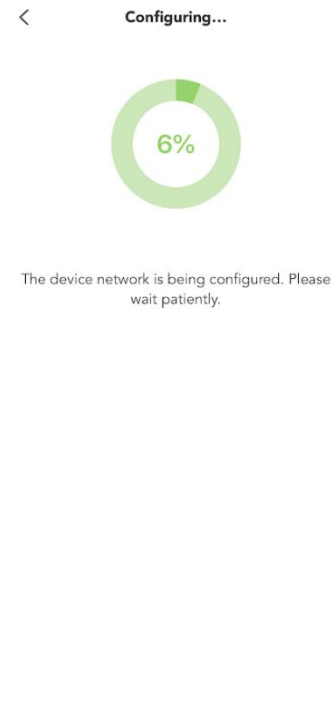 Configuring...
6%
The device network is being configured. Please
wait patiently.